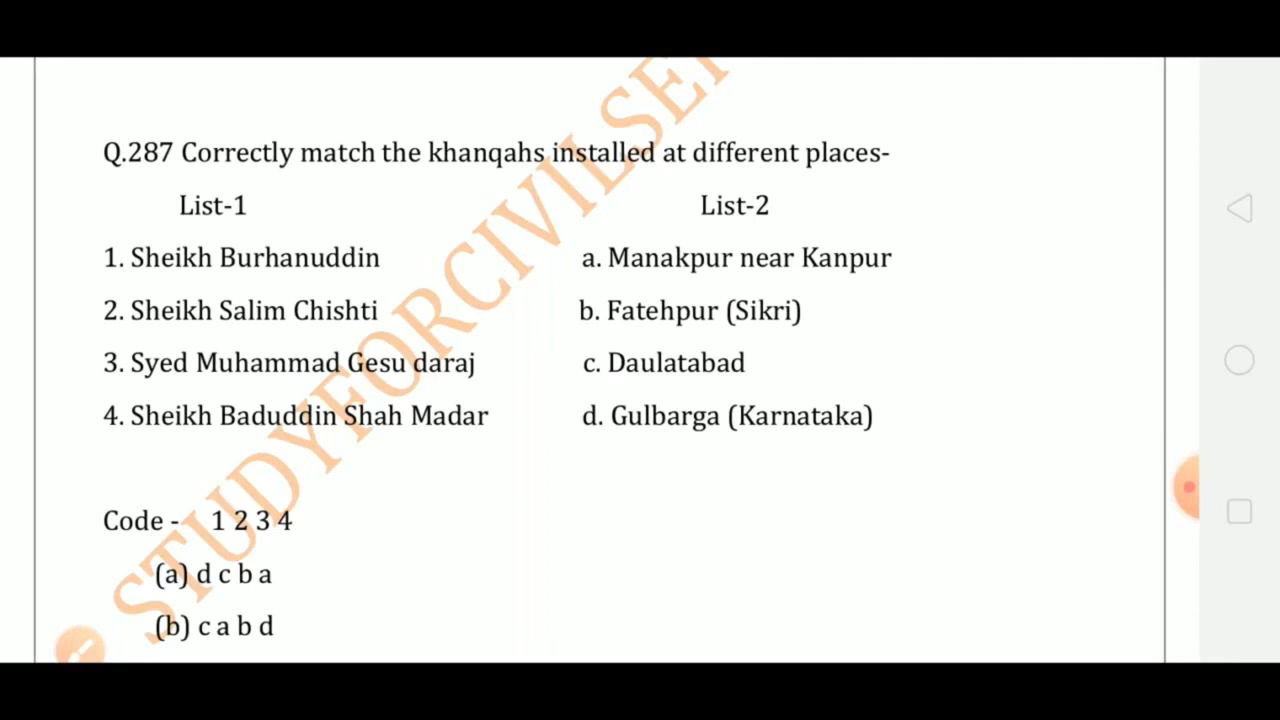 Q.287 Correctly match the khanqahs installed at different places-
List-1 List-2
1. Sheikh Burhanuddin a. Manakpur near Kanpur
2. Sheikh Salim Chishti b. Fatehpur (Sikri)
3. Syed Muhammad Gesu daraj c. Daulatabad
4. Sheikh Baduddin Shah Madar d. Gulbarga (Karnataka)
Code - 1 2 3 4
(a) d c b a
(b) c a b d
STUDYFORCIVILSER